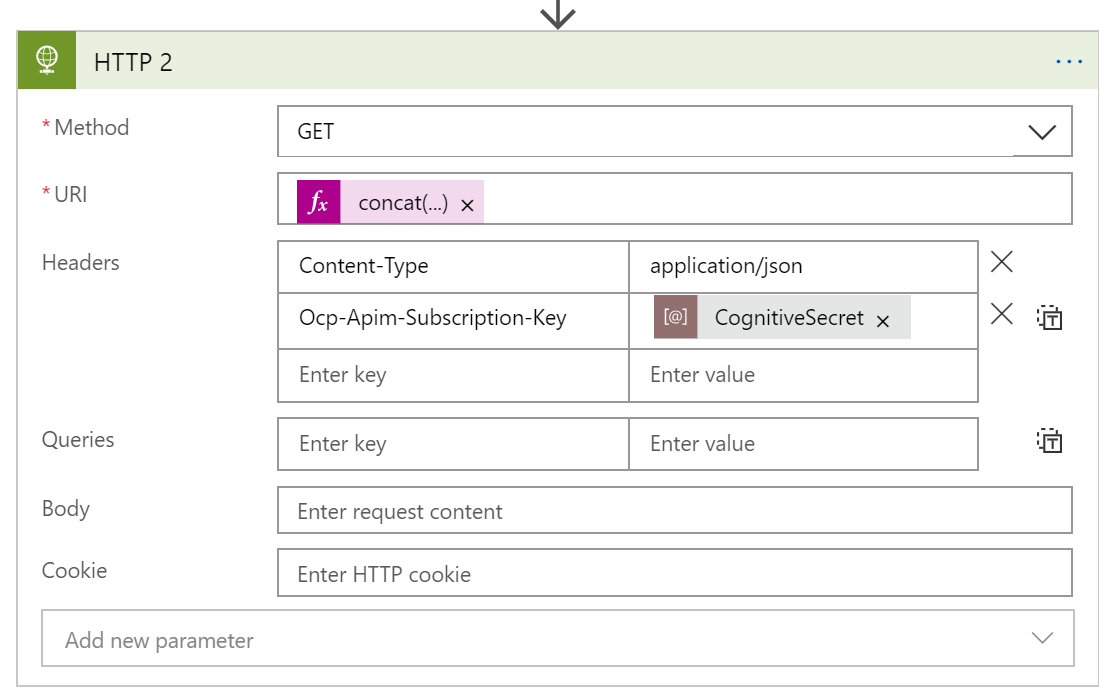 HTTP 2
...
* Method
GET
* URI
fx concat(...) ×
Headers
Content-Type application/json
Ocp-Apim-Subscription-Key [@] CognitiveSecret ×
Enter key Enter value
Queries Enter key Enter value
Body Enter request content
Cookie Enter HTTP cookie
Add new parameter